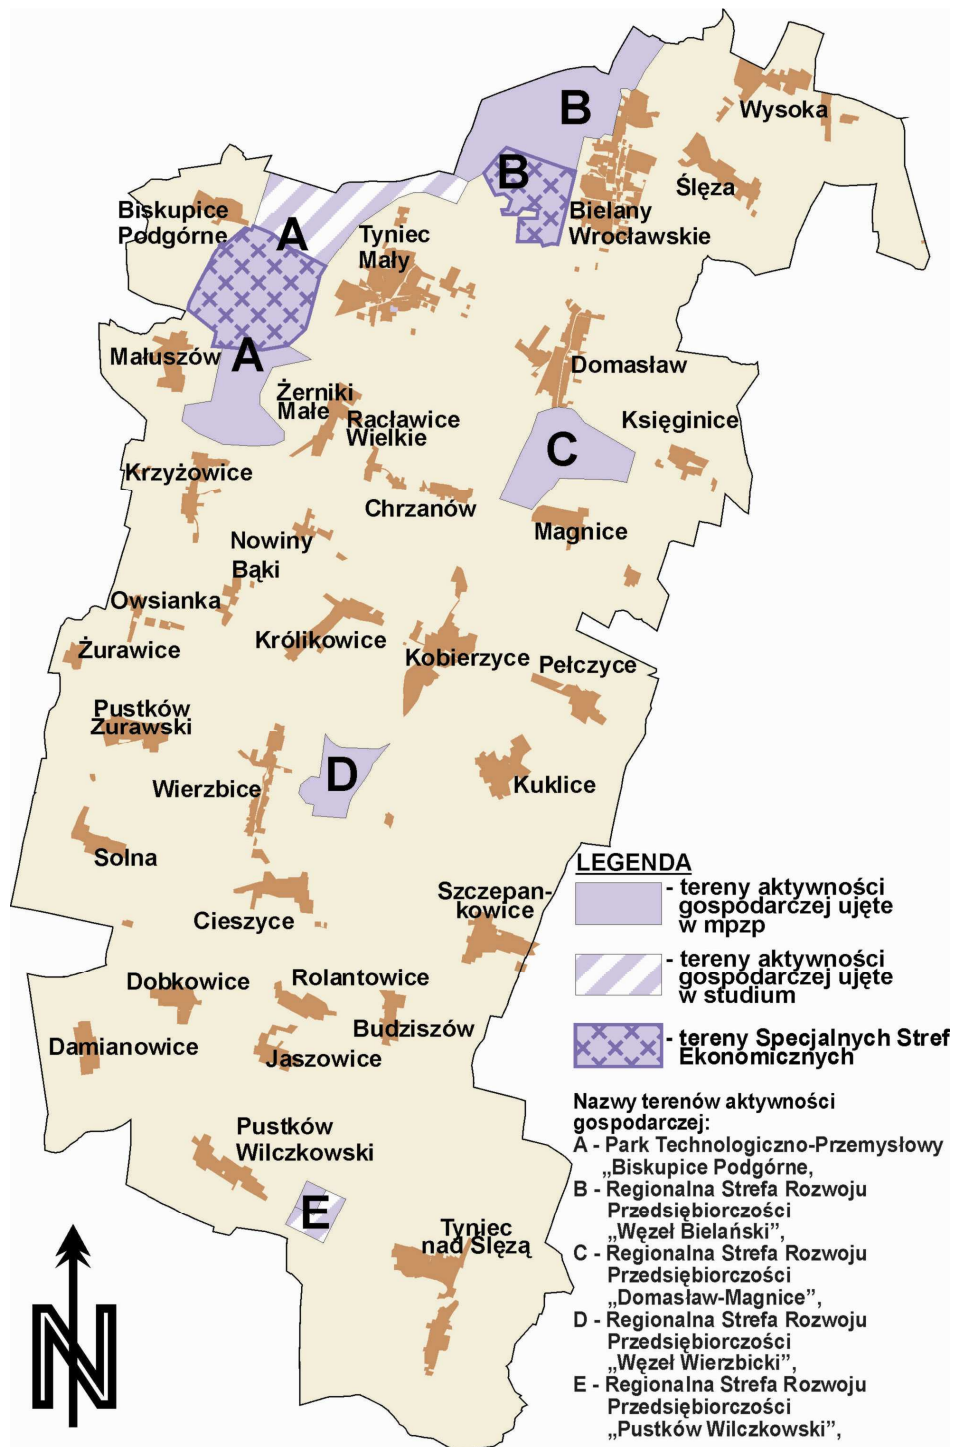 B
Wysoka
B
Ślęza
Biskupice
Podgórne
Bielany
Wrocławskie
A
Tyniec
Mały
Małuszów
A
Domasław
Żerniki
Małe
Racławice
Wielkie
Księginice
C
Krzyżowice
Chrzanów
Magnice
Nowiny
Bąki
Owsianka
Królikowice
Żurawice
Kobierzyce
Pełczyce
Pustków
Żurawski
Wierzbice
D
Kuklice
Solna
Cieszyce
Szczepan-
kowice
Dobkowice
Rolantowice
Budziszów
Damianowice
Jaszowice
Pustków
Wilczkowski
E
Tyniec
nad Ślęzą
N
LEGENDA
- tereny aktywności
gospodarczej ujęte
w mpzp
- tereny aktywności
gospodarczej ujęte
w studium
- tereny Specjalnych Stref
Ekonomicznych
Nazwy terenów aktywności
gospodarczej:
A - Park Technologiczno-Przemysłowy
„Biskupice Podgórne,
B - Regionalna Strefa Rozwoju
Przedsiębiorczości
„Węzeł Bielański”,
C - Regionalna Strefa Rozwoju
Przedsiębiorczości
„Domasław-Magnice”,
D - Regionalna Strefa Rozwoju
Przedsiębiorczości
„Węzeł Wierzbicki”,
E - Regionalna Strefa Rozwoju
Przedsiębiorczości
„Pustków Wilczkowski”,